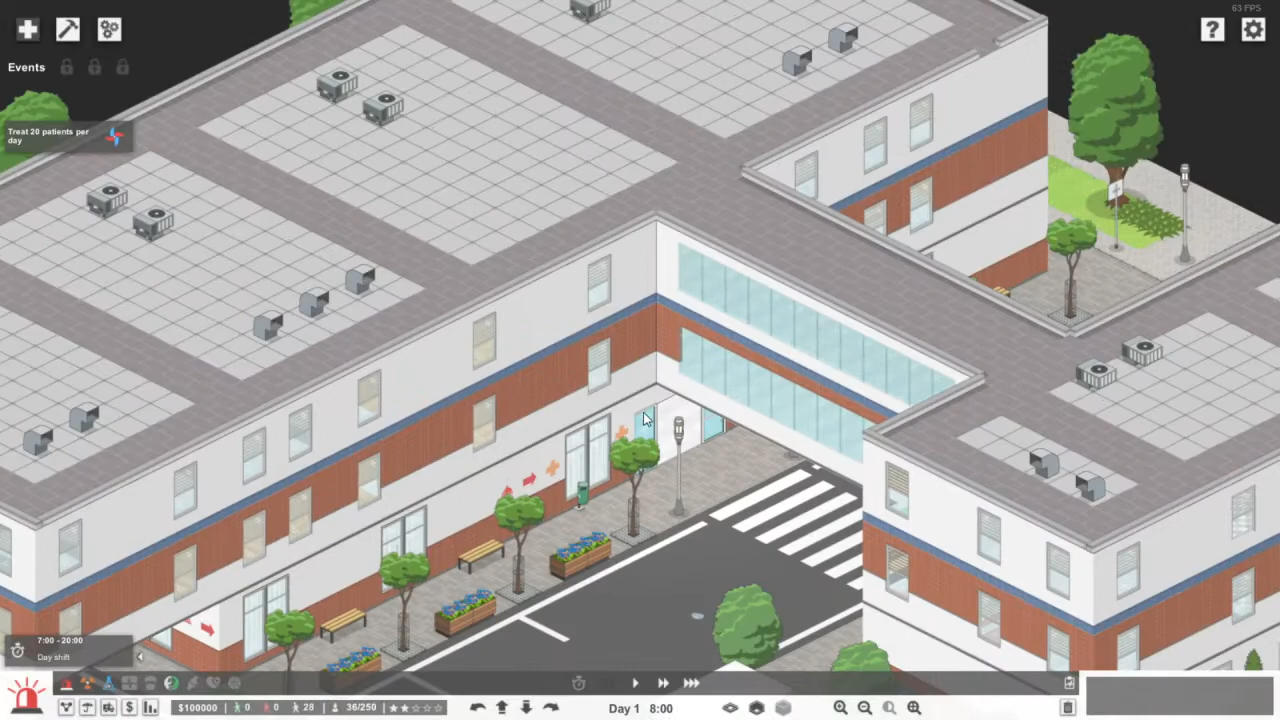 63 FPS
?
Events
Treat 20 patients per
day
7:00 - 20:00
Day shift
$100000
0
0
28
36/250
Day 1 8:00